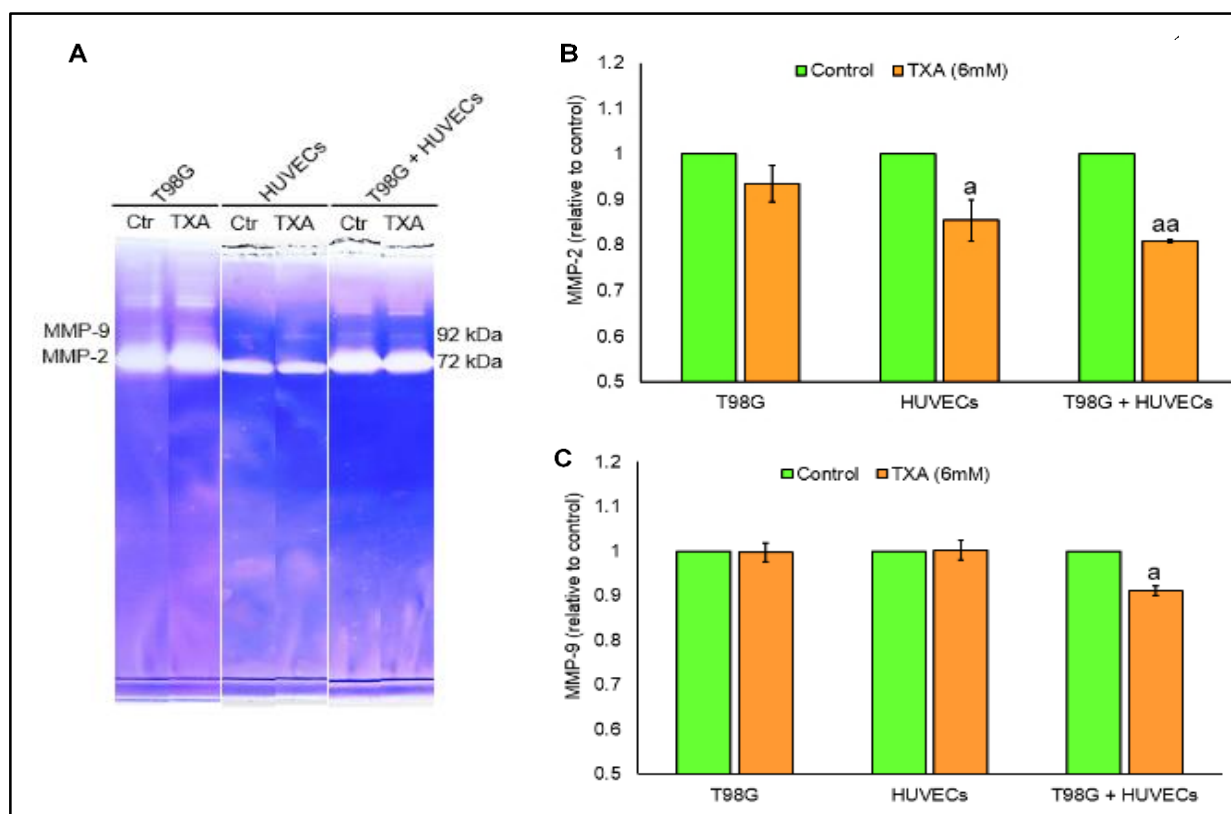 A
T98G
HUVECs
T98G + HUVECs
Ctr TXA Ctr TXA Ctr TXA
MMP-9
92 kDa
MMP-2
72 kDa
B
Control TXA (6mM)
MMP-2 (relative to control)
1.2
1.1
1
0.9
0.8
0.7
0.6
0.5
a
aa
T98G HUVECs T98G + HUVECs
C
Control TXA (6mM)
MMP-9 (relative to control)
1.2
1.1
1
0.9
0.8
0.7
0.6
0.5
a
T98G HUVECs T98G + HUVECs